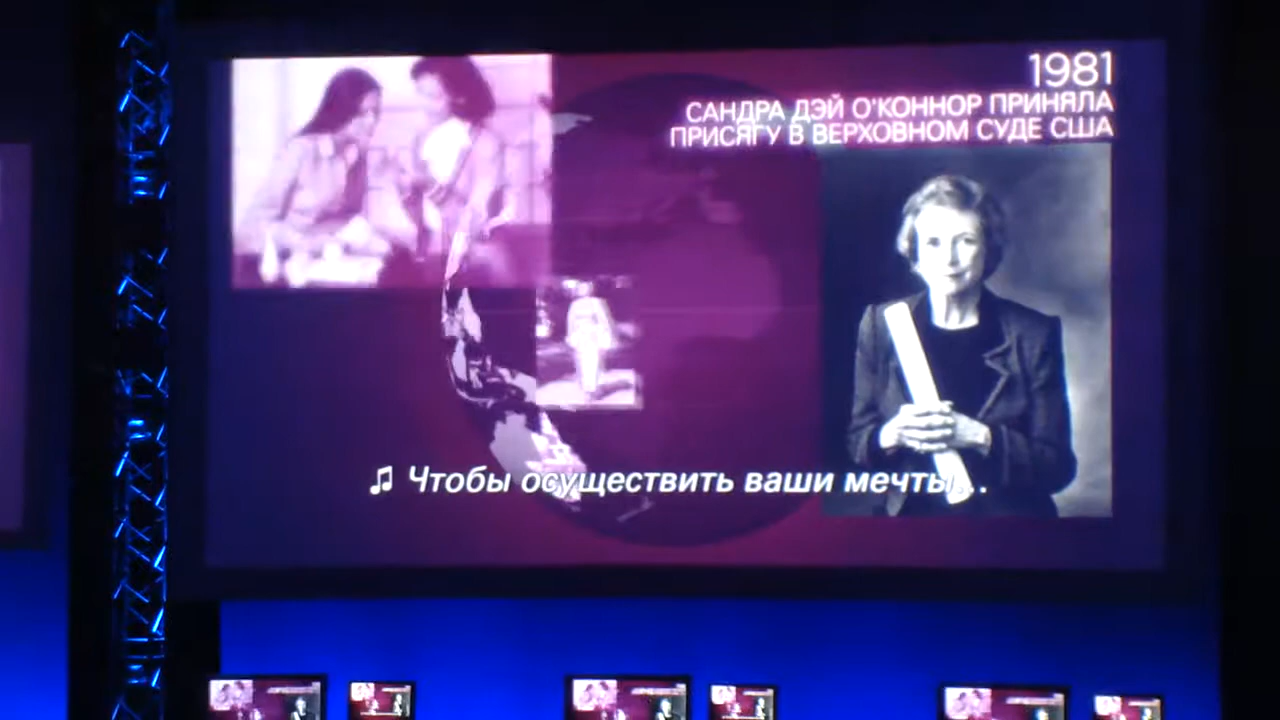 1981
САНДРА ДЭЙ О'КОННОР ПРИНЯЛА
ПРИСЯГУ В ВЕРХОВНОМ СУДЕ США
♫ Чтобы осуществить ваши мечты...